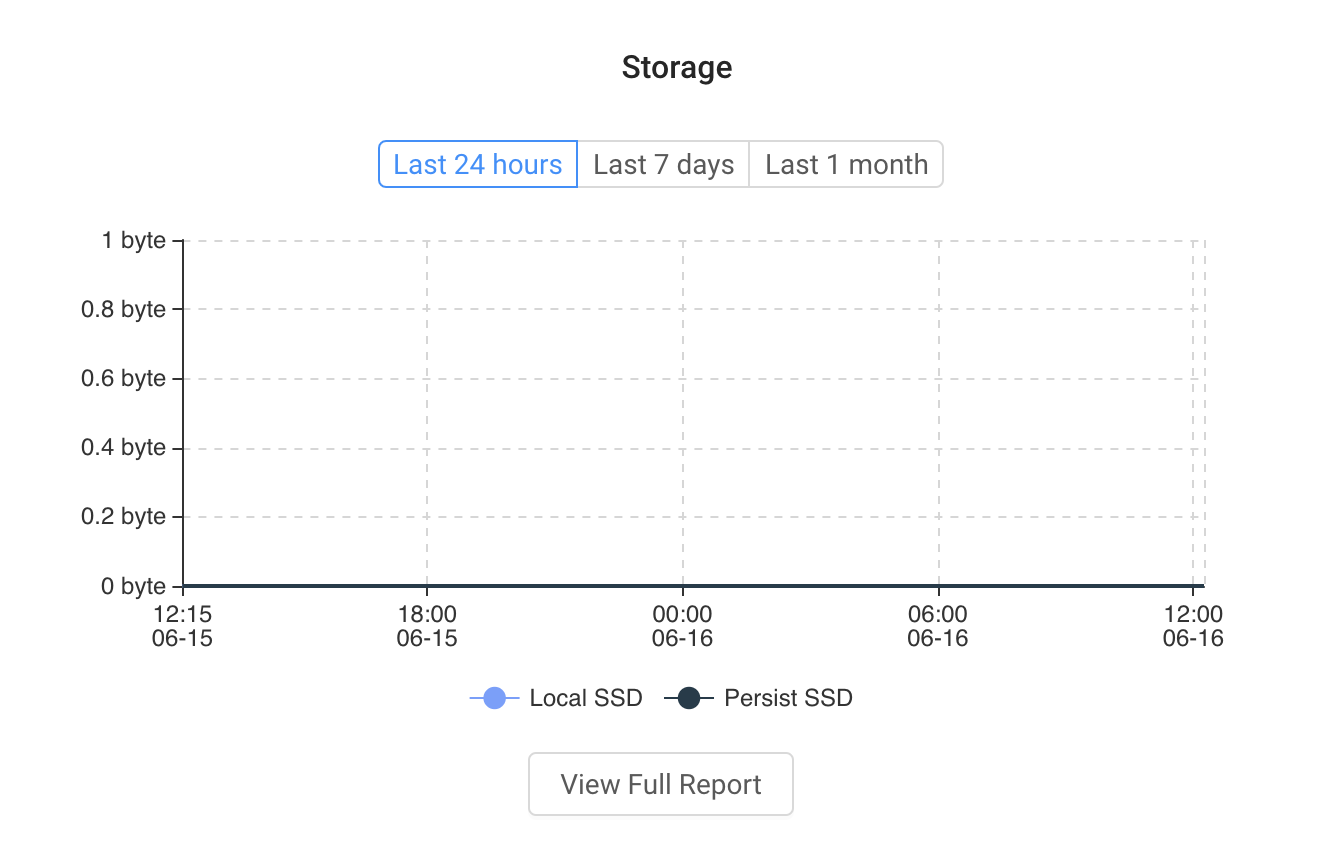 Storage
Last 24 hours
Last 7 days
Last 1 month
1 byte
0.8 byte
0.6 byte
0.4 byte
0.2 byte
0 byte
12:15
06-15
18:00
06-15
00:00
06-16
06:00
06-16
12:00
06-16
Local SSD
Persist SSD
View Full Report